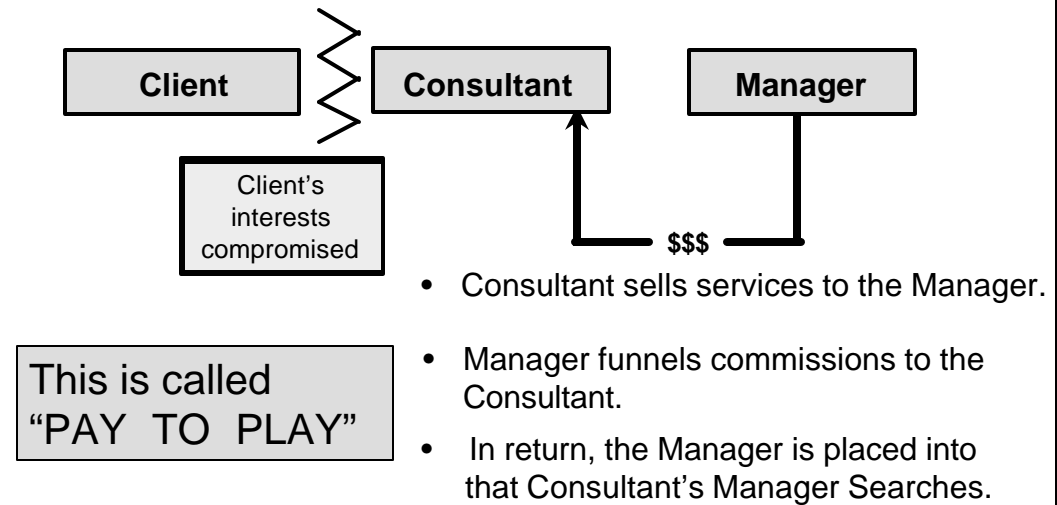 Client
Consultant
Manager
Client’s
interests
compromised
$$$
• Consultant sells services to the Manager.
This is called
“PAY TO PLAY”
• Manager funnels commissions to the
Consultant.
• In return, the Manager is placed into
that Consultant’s Manager Searches.